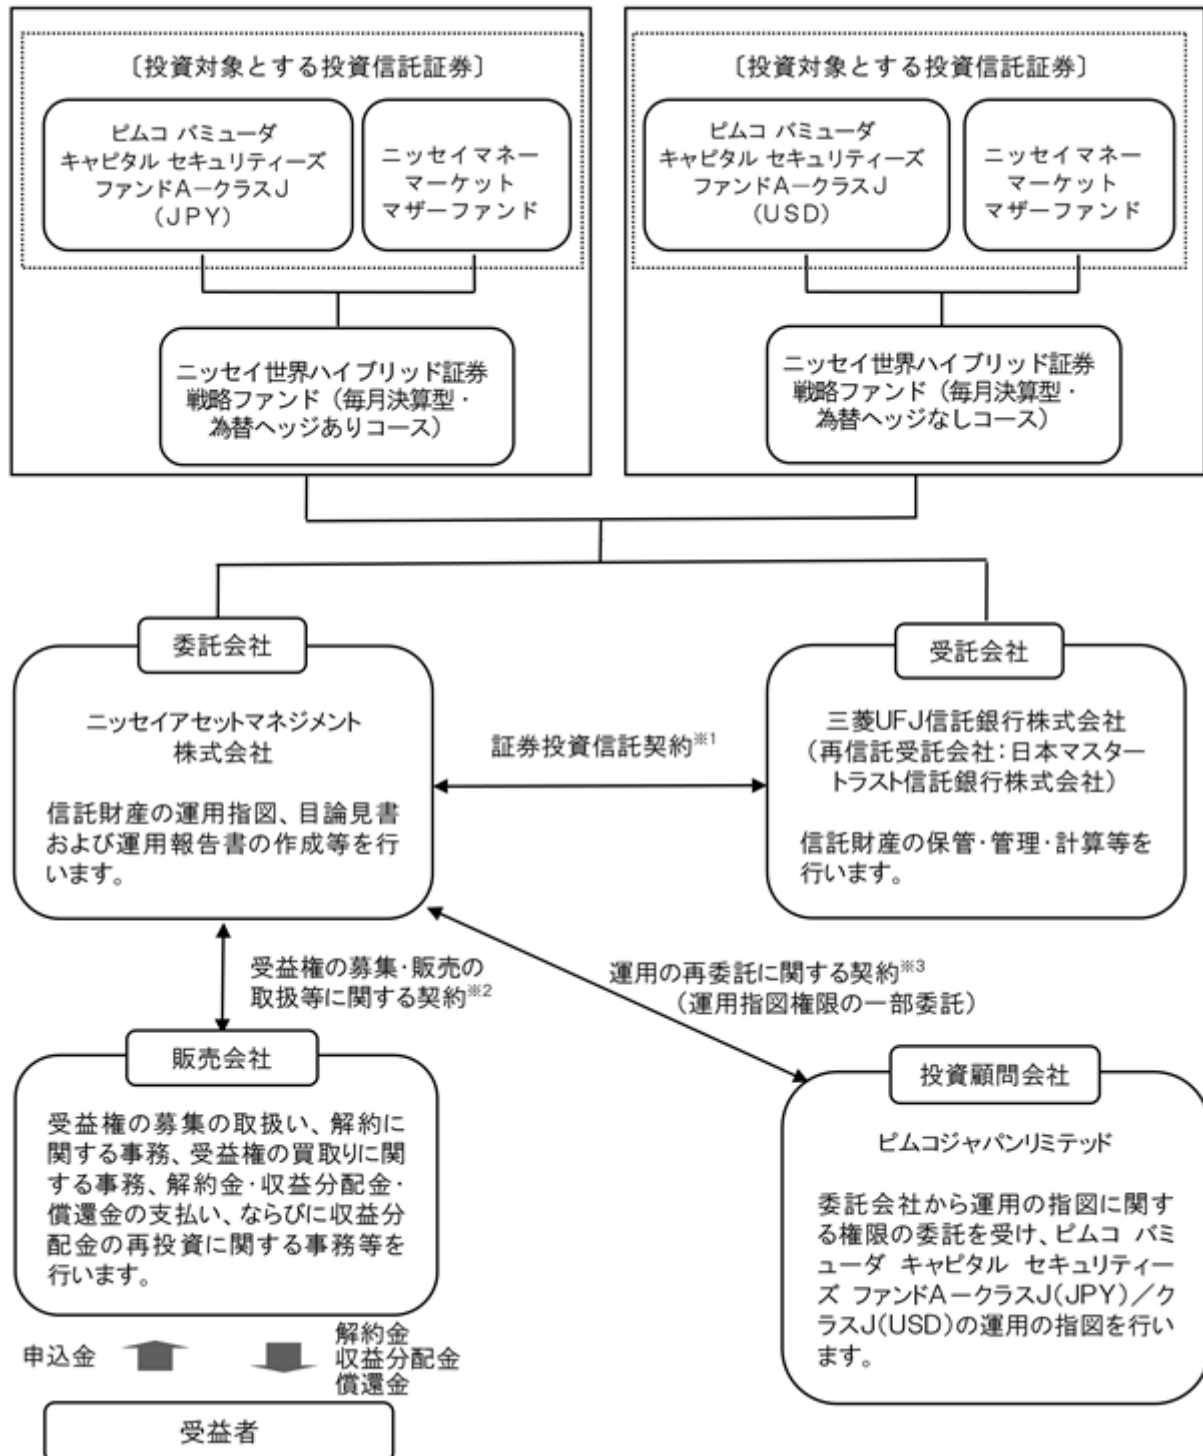 〔投資対象とする投資信託証券〕
ピムコ バミューダ
キャピタル セキュリティーズ
ファンドA－クラスJ
(JPY)
ニッセイマネー
マーケット
マザーファンド
ニッセイ世界ハイブリッド証券
戦略ファンド（毎月決算型・
為替ヘッジありコース）
〔投資対象とする投資信託証券〕
ピムコ バミューダ
キャピタル セキュリティーズ
ファンドA－クラスJ
(USD)
ニッセイマネー
マーケット
マザーファンド
ニッセイ世界ハイブリッド証券
戦略ファンド（毎月決算型・
為替ヘッジなしコース）
委託会社
ニッセイアセットマネジメント
株式会社
信託財産の運用指図、目論見書
および運用報告書の作成等を行
います。
証券投資信託契約※1
受託会社
三菱UFJ信託銀行株式会社
（再信託受託会社：日本マスター
トラスト信託銀行株式会社）
信託財産の保管・管理・計算等を
行います。
受益権の募集・販売の
取扱等に関する契約※2
運用の再委託に関する契約※3
（運用指図権限の一部委託）
販売会社
受益権の募集の取扱い、解約に
関する事務、受益権の買取りに関
する事務、解約金・収益分配金・
償還金の支払い、ならびに収益分
配金の再投資に関する事務等を
行います。
投資顧問会社
ピムコジャパンリミテッド
委託会社から運用の指図に関す
る権限の委託を受け、ピムコ バミ
ューダ キャピタル セキュリティー
ズ ファンドA－クラスJ(JPY)／ク
ラスJ(USD)の運用の指図を行い
ます。
申込金
解約金
収益分配金
償還金
受益者